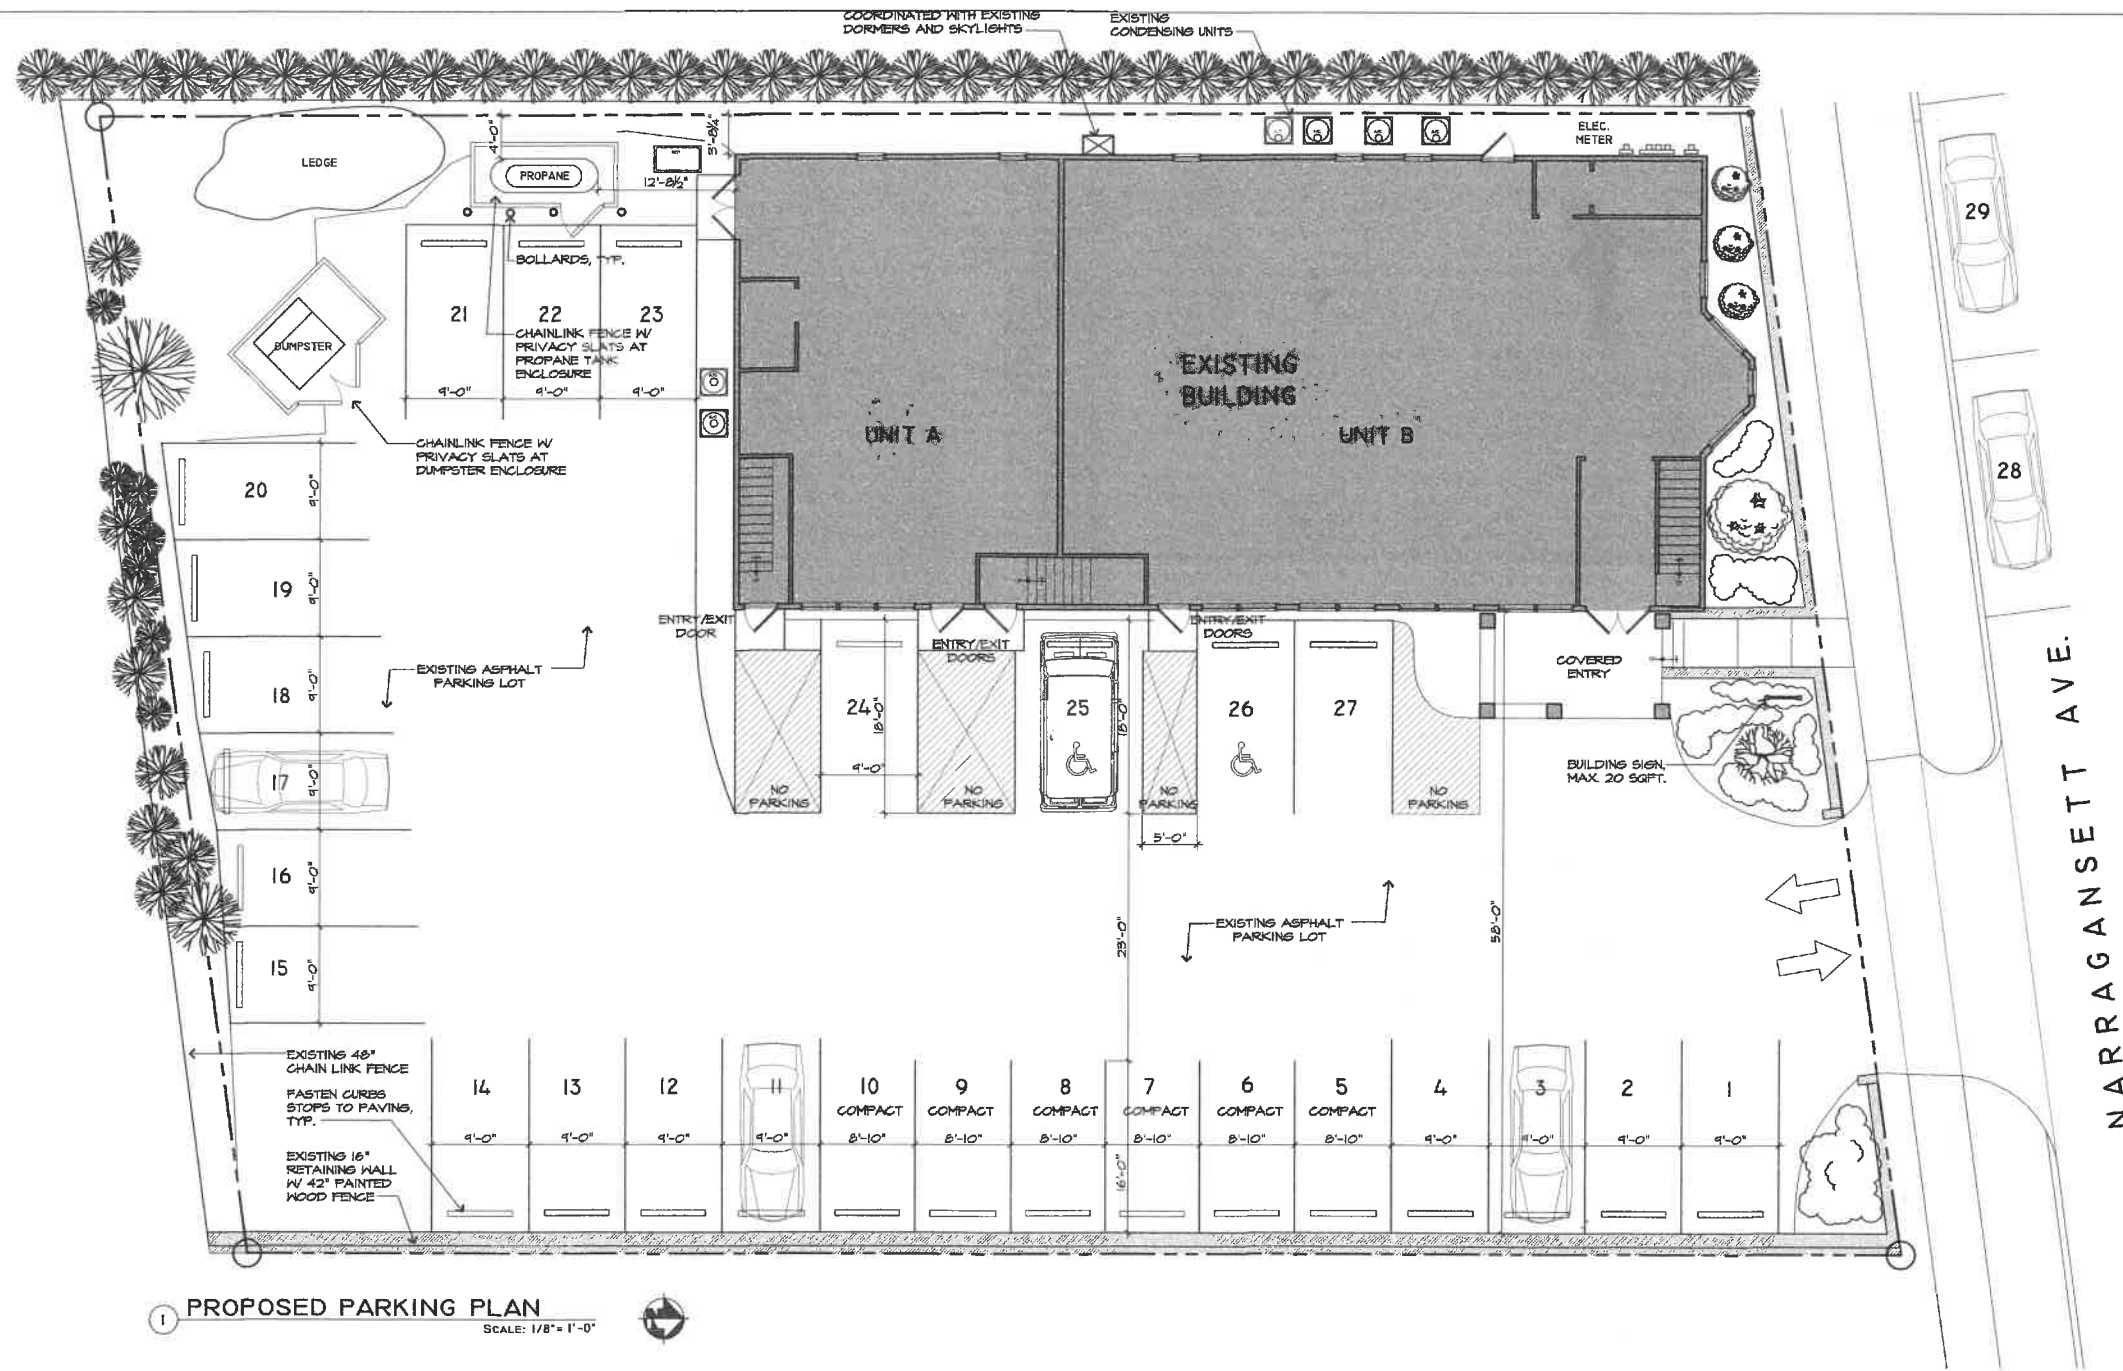 COORDINATED WITH EXISTING
DORMERS AND SKYLIGHTS
EXISTING
CONDENSING UNITS
ELEC.
METER
LEDGE
PROPANE
4'-0"
3'-8¼"
12'-8½"
BOLLARDS, TYP.
21
22
23
CHAINLINK FENCE W/
PRIVACY SLATS AT
PROPANE TANK
ENCLOSURE
9'-0"
9'-0"
9'-0"
DUMPSTER
CHAINLINK FENCE W/
PRIVACY SLATS AT
DUMPSTER ENCLOSURE
EXISTING
BUILDING
UNIT A
UNIT B
29
28
20
9'-0"
19
9'-0"
18
9'-0"
17
9'-0"
16
9'-0"
15
9'-0"
EXISTING ASPHALT
PARKING LOT
ENTRY/EXIT
DOOR
ENTRY/EXIT
DOORS
ENTRY/EXIT
DOORS
COVERED
ENTRY
24
18'-0"
9'-0"
25
18'-0"
26
27
NO
PARKING
NO
PARKING
NO
PARKING
NO
PARKING
5'-0"
BUILDING SIGN,
MAX. 20 SQFT.
NARRAGANSETT AVE.
EXISTING ASPHALT
PARKING LOT
23'-0"
58'-0"
EXISTING 48"
CHAIN LINK FENCE
FASTEN CURBS
STOPS TO PAVING,
TYP.
EXISTING 16"
RETAINING WALL
W/ 42" PAINTED
WOOD FENCE
14
13
12
11
10
COMPACT
9
COMPACT
8
COMPACT
7
COMPACT
6
COMPACT
5
COMPACT
4
3
2
1
9'-0"
9'-0"
9'-0"
9'-0"
8'-10"
8'-10"
8'-10"
8'-10"
8'-10"
8'-10"
9'-0"
9'-0"
9'-0"
9'-0"
16'-0"
1
PROPOSED PARKING PLAN
SCALE: 1/8"= 1'-0"